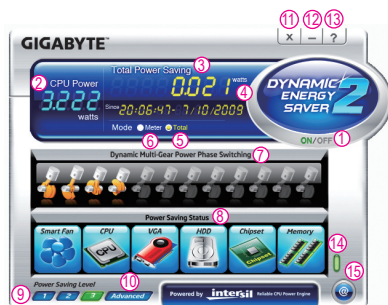 11 12 13
X – ?
GIGABYTE™
Total Power Saving 3
2 CPU Power
0.021 watts
4
3.222
watts
Since 20:06:47- 7/10/2009
Mode Meter Total
6 5
DYNAMIC
ENERGY
SAVER 2
ON/OFF 1
Dynamic Multi-Gear Power Phase Switching 7
Power Saving Status 8
Smart Fan CPU VGA HDD Chipset Memory
CPU Chipset
14
10 15
Power Saving Level
9 1 2 3 Advanced
Powered by intersil Reliable CPU Power Engine
@